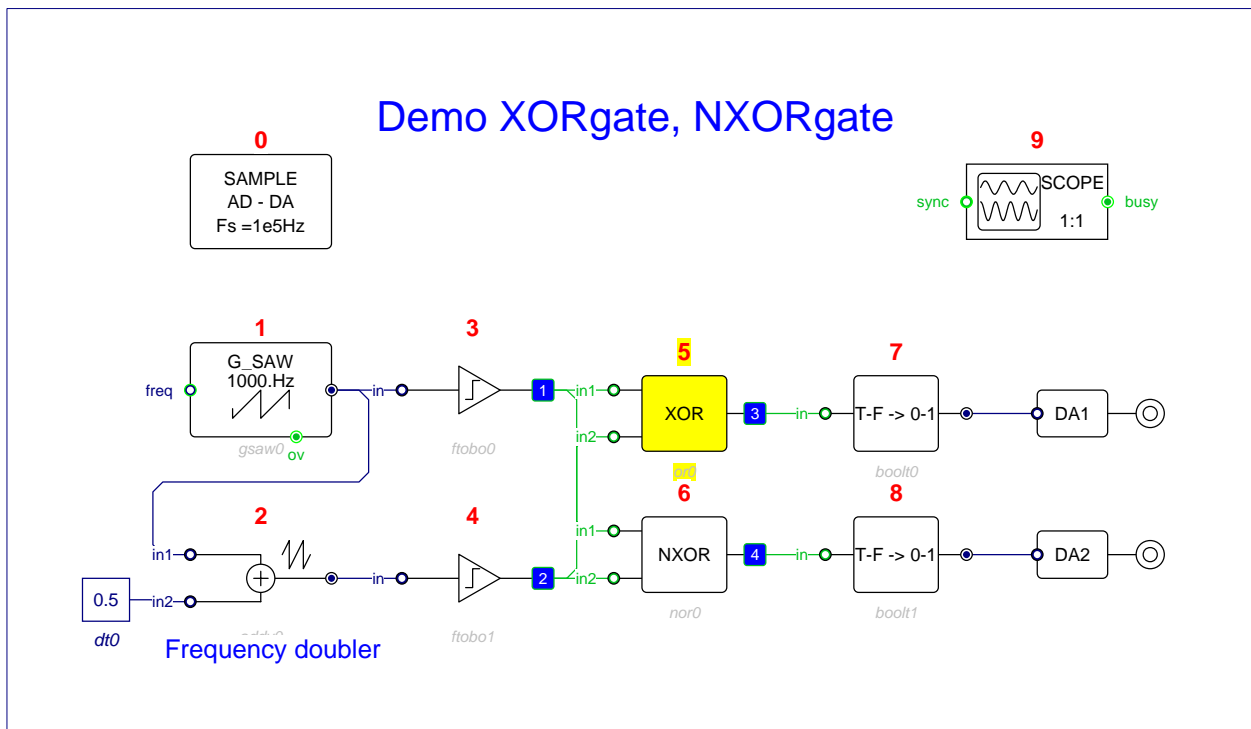 Demo XORgate, NXORgate
0
9
SAMPLE
AD - DA
Fs =1e5Hz
sync
SCOPE
1:1
busy
1
3
5
7
freq
G_SAW
1000.Hz
gsaw0
ov
in
ftobo0
1
in1
in2
XOR
or0
3
in
T-F -> 0-1
boolt0
DA1
2
4
6
8
in1
in2
0.5
dt0
in
ftobo1
2
in1
in2
NXOR
nor0
4
in
T-F -> 0-1
boolt1
DA2
Frequency doubler